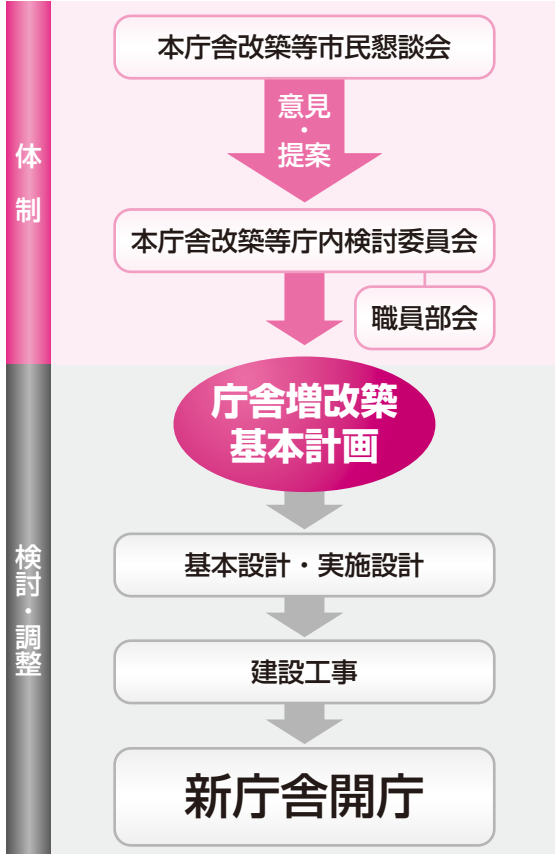 体制
本庁舎改築等市民懇談会
意見
・
提案
本庁舎改築等庁内検討委員会
職員部会
検討・調整
庁舎増改築
基本計画
基本設計・実施設計
建設工事
新庁舎開庁